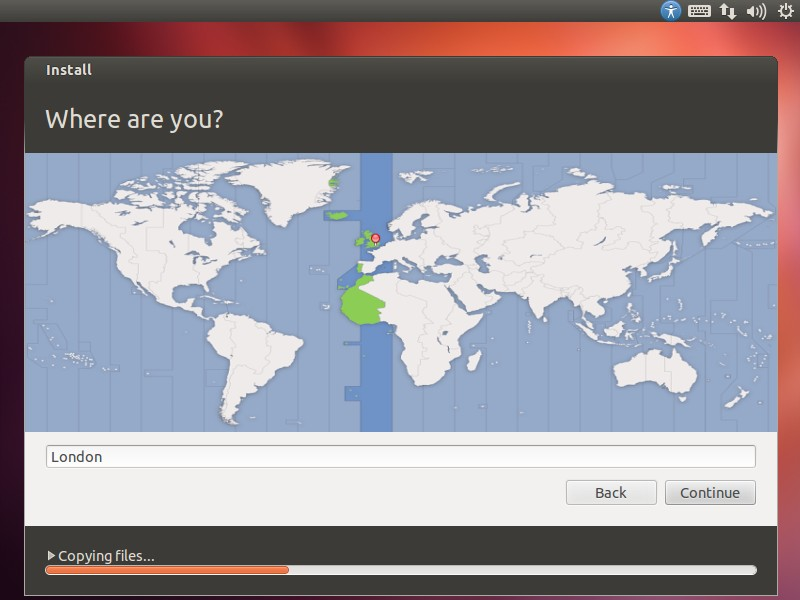 Install
Where are you?
London
Back
Continue
Copying files...